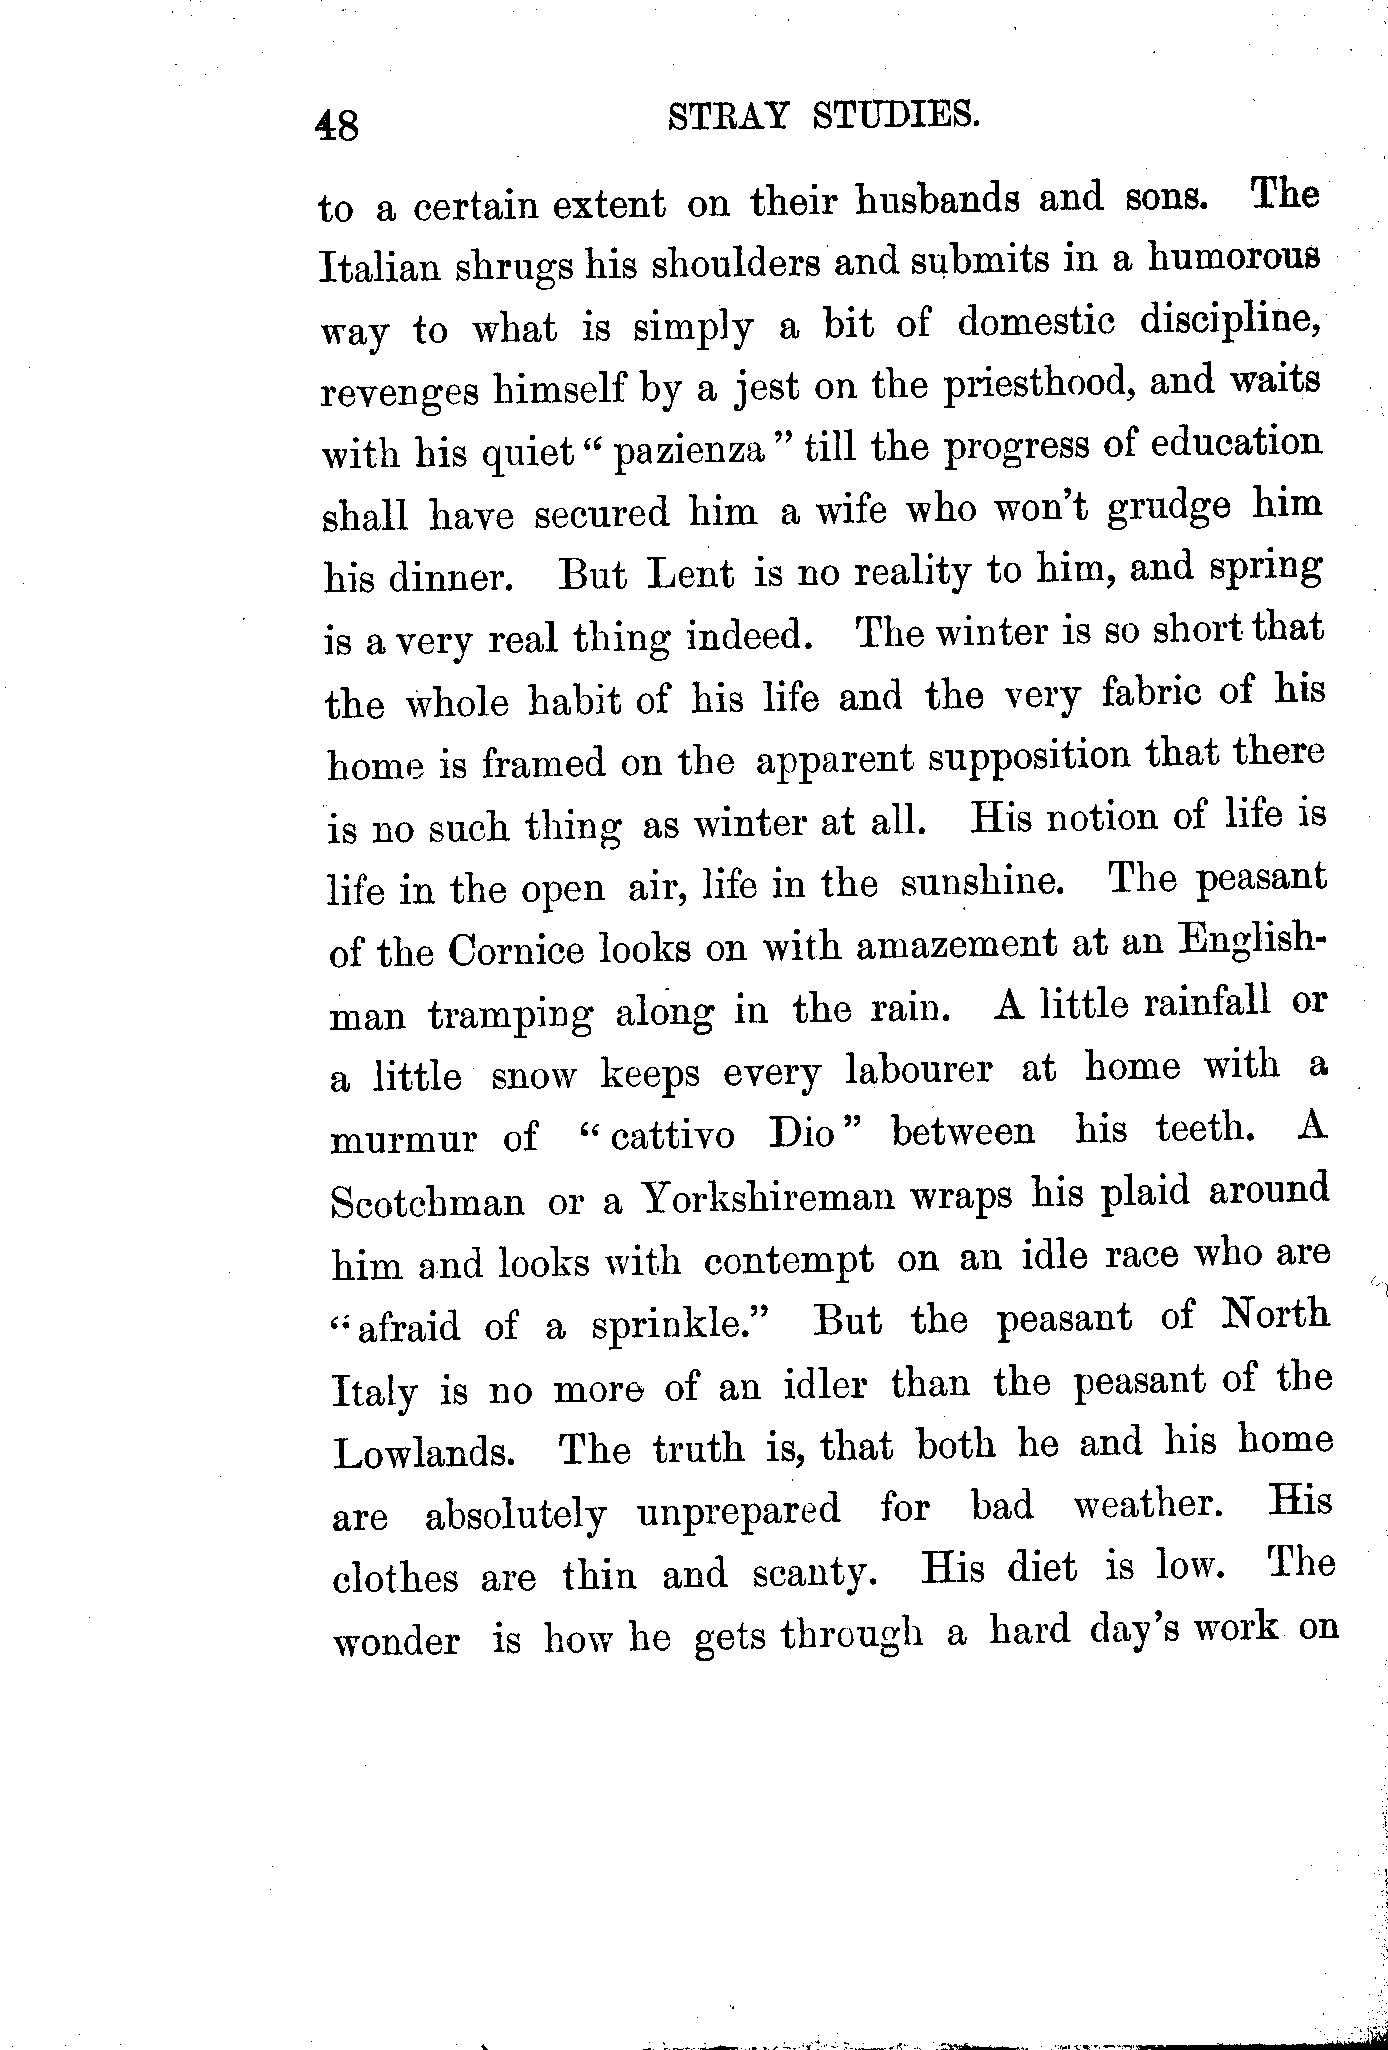 48 STRAY STUDIES.
to a certain extent on their husbands and sons. The
Italian shrugs his shoulders and submits in a humorous
way to what is simply a bit of domestic discipline,
revenges himself by a jest on the priesthood, and waits
with his quiet “ pazienza ” till the progress of education
shall have secured him a wife who won’t grudge him
his dinner. But Lent is no reality to him, and spring
is a very real thing indeed. The winter is so short that
the whole habit of his life and the very fabric of his
home is framed on the apparent supposition that there
is no such thing as winter at all. His notion of life is
life in the open air, life in the sunshine. The peasant
of the Cornice looks on with amazement at an English-
man tramping along in the rain. A little rainfall or
a little snow keeps every labourer at home with a
murmur of “ cattivo Dio ” between his teeth. A
Scotchman or a Yorkshireman wraps his plaid around
him and looks with contempt on an idle race who are
“ afraid of a sprinkle.” But the peasant of North
Italy is no more of an idler than the peasant of the
Lowlands. The truth is, that both he and his home
are absolutely unprepared for bad weather. His
clothes are thin and scanty. His diet is low. The
wonder is how he gets through a hard day’s work on